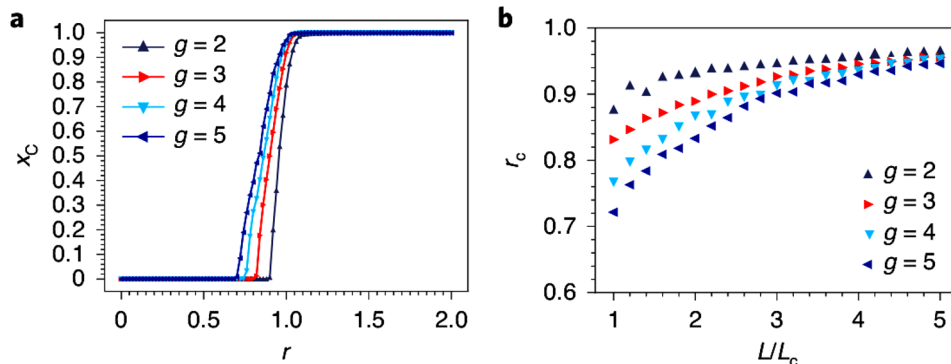 a
b
1.0
0.9
0.8
0.7
0.6
0.5
0.4
0.3
0.2
0.1
0
x_C
g = 2
g = 3
g = 4
g = 5
0
0.5
1.0
1.5
2.0
r
1.0
0.9
0.8
0.7
0.6
r_c
g = 2
g = 3
g = 4
g = 5
1
2
3
4
5
L/L_c